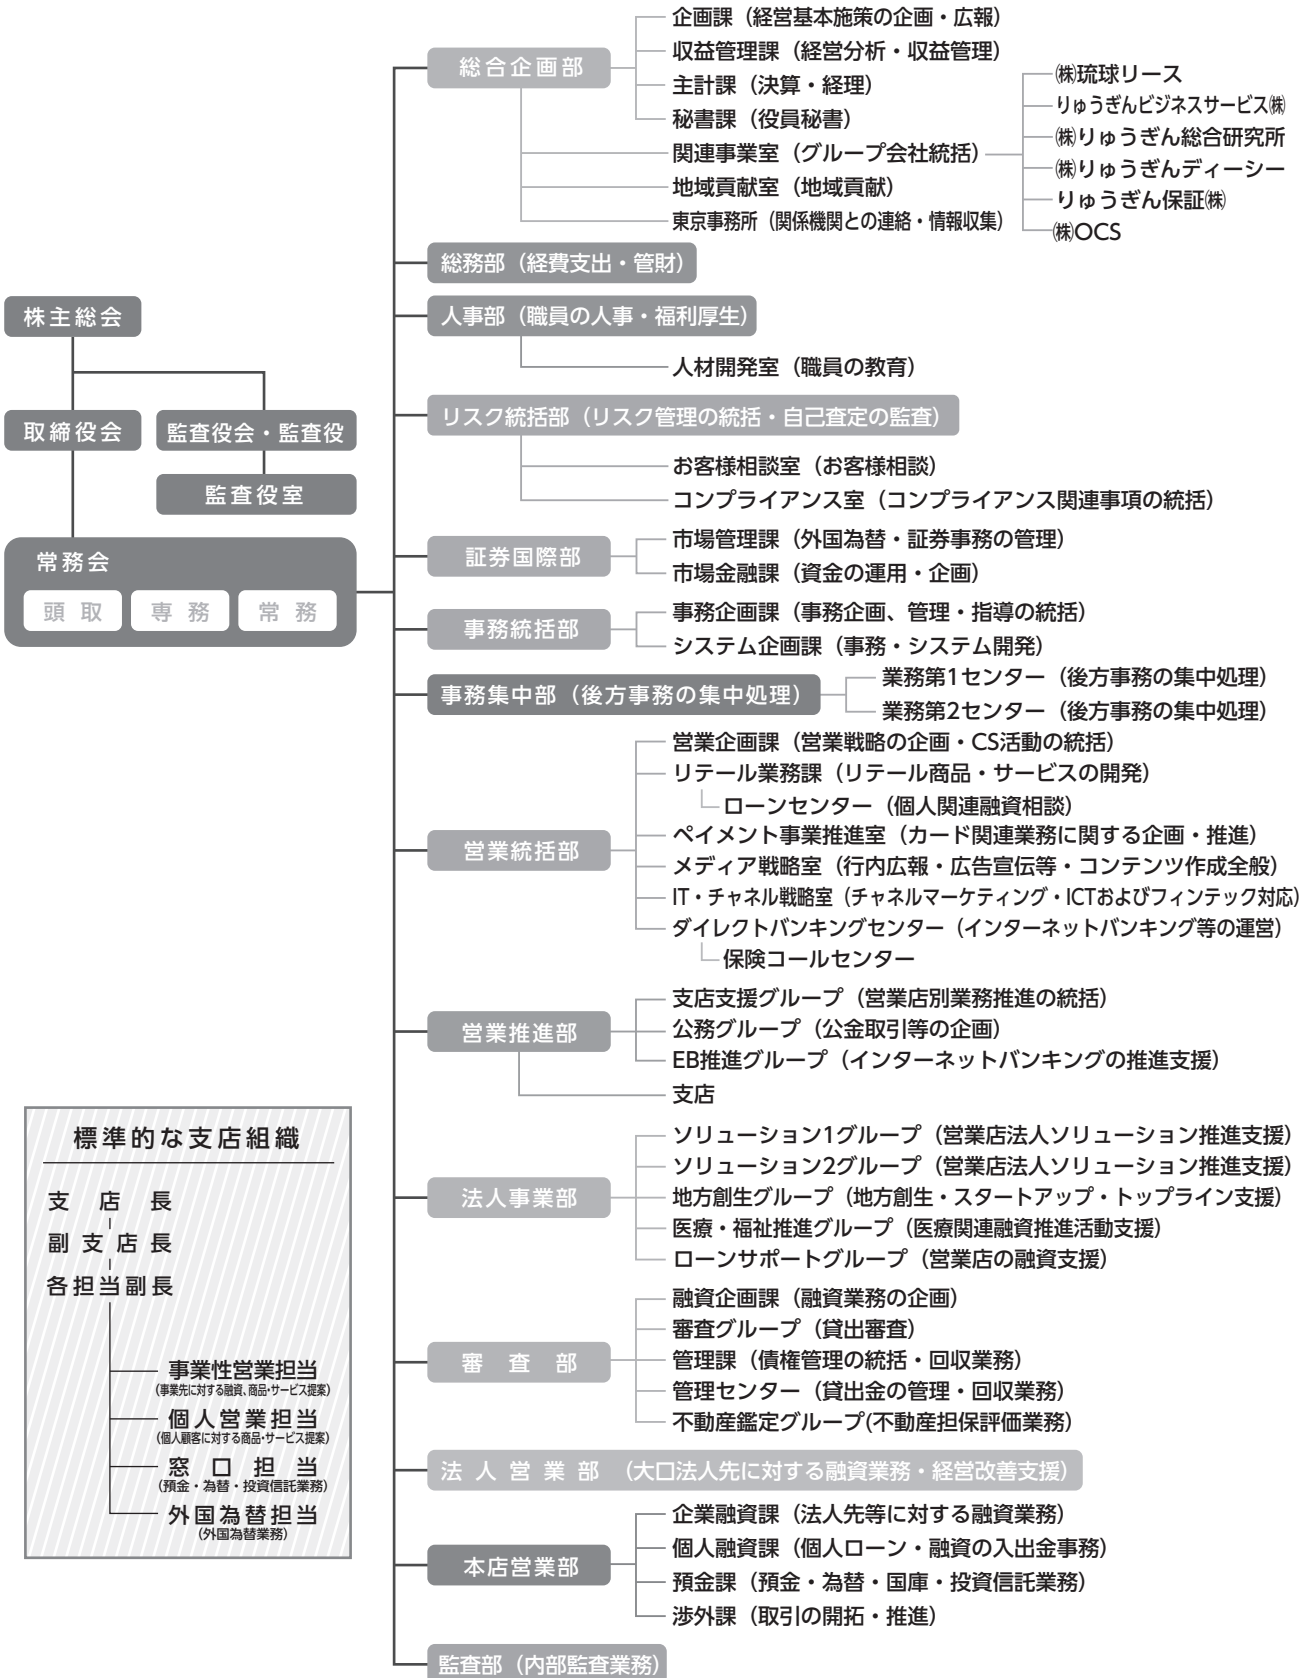 株主総会
取締役会
監査役会・監査役
監査役室
常務会
頭取
専務
常務
総合企画部
企画課（経営基本施策の企画・広報）
収益管理課（経営分析・収益管理）
主計課（決算・経理）
秘書課（役員秘書）
関連事業室（グループ会社統括）
㈱琉球リース
りゅうぎんビジネスサービス㈱
㈱りゅうぎん総合研究所
㈱りゅうぎんディーシー
りゅうぎん保証㈱
㈱OCS
地域貢献室（地域貢献）
東京事務所（関係機関との連絡・情報収集）
総務部（経費支出・管財）
人事部（職員の人事・福利厚生）
人材開発室（職員の教育）
リスク統括部（リスク管理の統括・自己査定の監査）
お客様相談室（お客様相談）
コンプライアンス室（コンプライアンス関連事項の統括）
証券国際部
市場管理課（外国為替・証券事務の管理）
市場金融課（資金の運用・企画）
事務統括部
事務企画課（事務企画、管理・指導の統括）
システム企画課（事務・システム開発）
事務集中部（後方事務の集中処理）
業務第1センター（後方事務の集中処理）
業務第2センター（後方事務の集中処理）
営業統括部
営業企画課（営業戦略の企画・CS活動の統括）
リテール業務課（リテール商品・サービスの開発）
ローンセンター（個人関連融資相談）
ペイメント事業推進室（カード関連業務に関する企画・推進）
メディア戦略室（行内広報・広告宣伝等・コンテンツ作成全般）
IT・チャネル戦略室（チャネルマーケティング・ICTおよびフィンテック対応）
ダイレクトバンキングセンター（インターネットバンキング等の運営）
保険コールセンター
営業推進部
支店支援グループ（営業店別業務推進の統括）
公務グループ（公金取引等の企画）
EB推進グループ（インターネットバンキングの推進支援）
支店
法人事業部
ソリューション1グループ（営業店法人ソリューション推進支援）
ソリューション2グループ（営業店法人ソリューション推進支援）
地方創生グループ（地方創生・スタートアップ・トップライン支援）
医療・福祉推進グループ（医療関連融資推進活動支援）
ローンサポートグループ（営業店の融資支援）
審査部
融資企画課（融資業務の企画）
審査グループ（貸出審査）
管理課（債権管理の統括・回収業務）
管理センター（貸出金の管理・回収業務）
不動産鑑定グループ(不動産担保評価業務）
法人営業部（大口法人先に対する融資業務・経営改善支援）
本店営業部
企業融資課（法人先等に対する融資業務）
個人融資課（個人ローン・融資の入出金事務）
預金課（預金・為替・国庫・投資信託業務）
渉外課（取引の開拓・推進）
監査部（内部監査業務）
標準的な支店組織
支店長
副支店長
各担当副長
事業性営業担当
（事業先に対する融資、商品・サービス提案）
個人営業担当
（個人顧客に対する商品・サービス提案）
窓口担当
（預金・為替・投資信託業務）
外国為替担当
（外国為替業務）